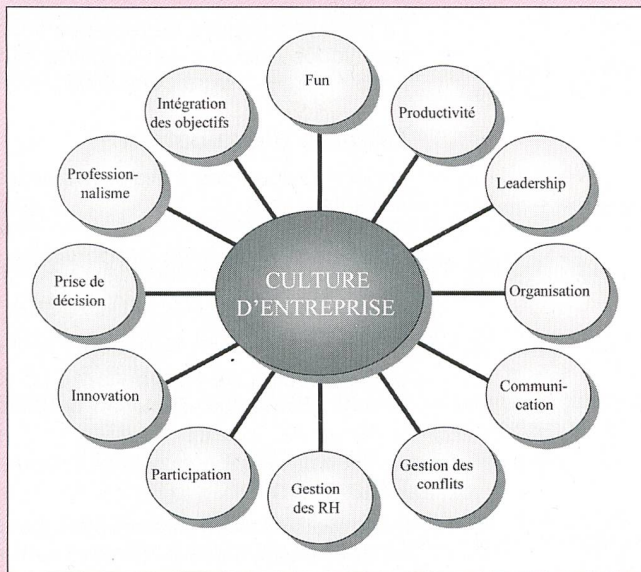 Fun
Productivité
Leadership
Organisation
Communi-
cation
Gestion des
conflits
Gestion
des RH
Participation
Innovation
Prise de
décision
Profession-
nalisme
Intégration
des objectifs
CULTURE
D'ENTREPRISE